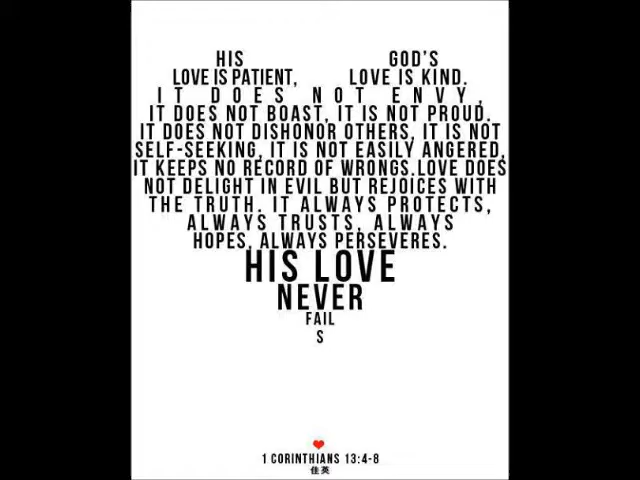 HIS GOD'S
LOVE IS PATIENT, LOVE IS KIND.
IT DOES NOT ENVY,
IT DOES NOT BOAST, IT IS NOT PROUD.
IT DOES NOT DISHONOR OTHERS, IT IS NOT
SELF-SEEKING, IT IS NOT EASILY ANGERED,
IT KEEPS NO RECORD OF WRONGS.LOVE DOES
NOT DELIGHT IN EVIL BUT REJOICES WITH
THE TRUTH. IT ALWAYS PROTECTS,
ALWAYS TRUSTS, ALWAYS
HOPES, ALWAYS PERSEVERES.
HIS LOVE
NEVER
FAIL
S
1 CORINTHIANS 13:4-8
佳英